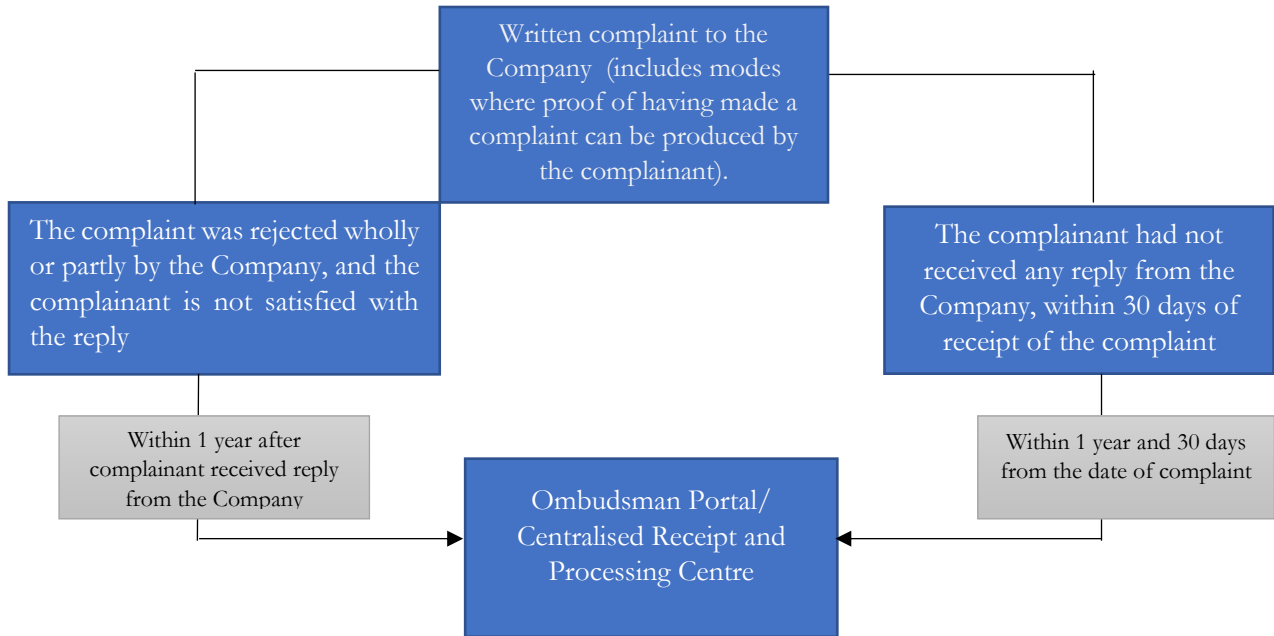 Written complaint to the
Company (includes modes
where proof of having made a
complaint can be produced by
the complainant).
The complaint was rejected wholly
or partly by the Company, and the
complainant is not satisfied with
the reply
The complainant had not
received any reply from the
Company, within 30 days of
receipt of the complaint
Within 1 year after
complainant received reply
from the Company
Within 1 year and 30 days
from the date of complaint
Ombudsman Portal/
Centralised Receipt and
Processing Centre